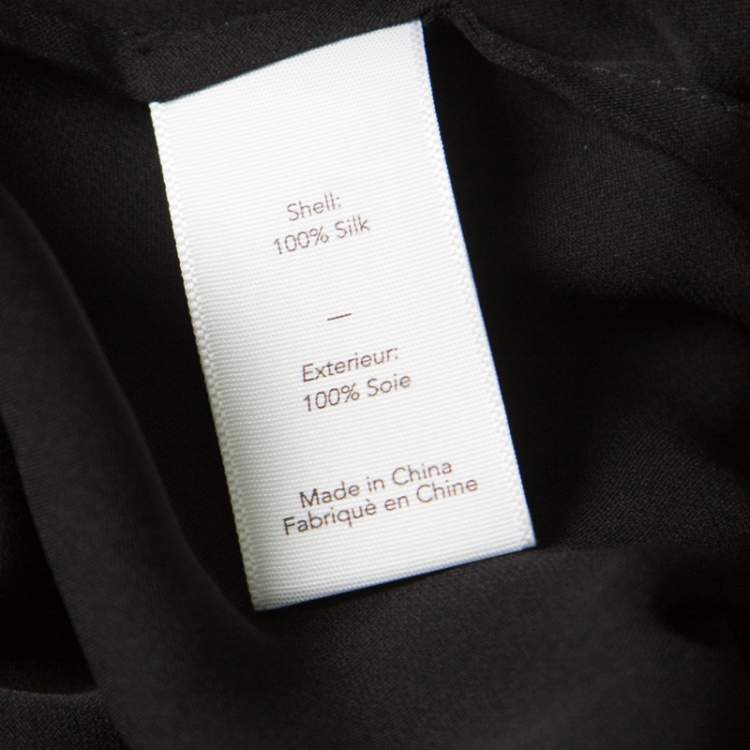 Shell:
100% Silk
—
Exterieur:
100% Soie
Made in China
Fabriquè en Chine